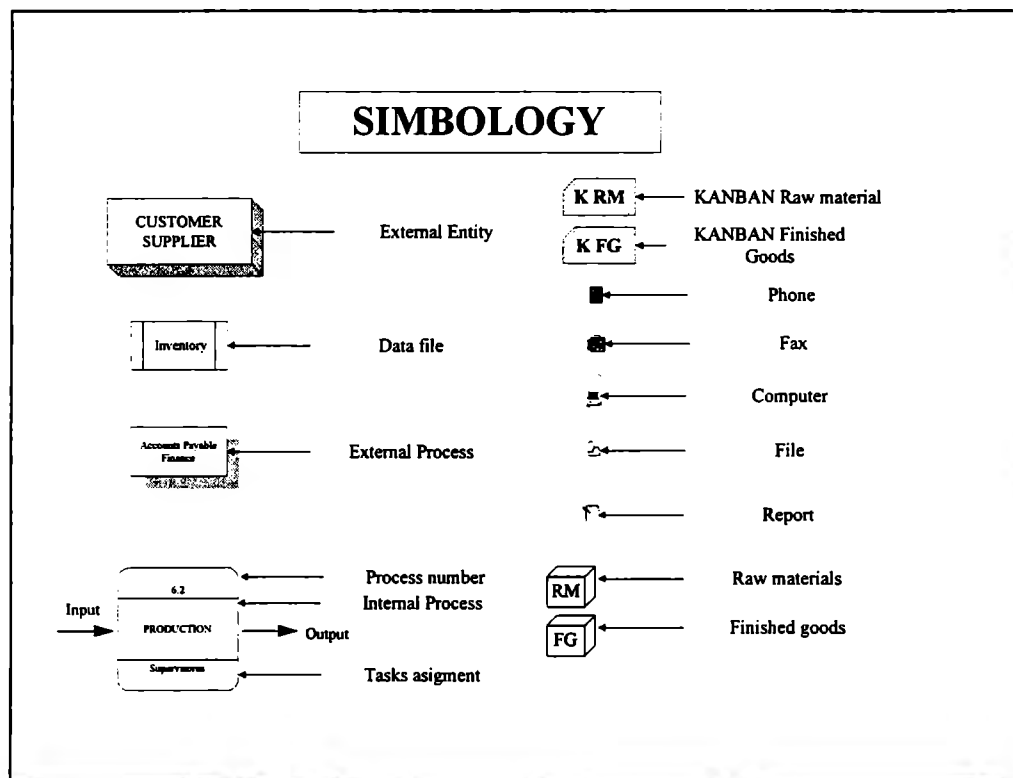 SIMBOLOGY
CUSTOMER
SUPPLIER
External Entity
Inventory
Data file
Accounts Payable
Finance
External Process
6.2
PRODUCTION
Supervisores
Input
Output
Process number
Internal Process
Tasks asigment
K RM
KANBAN Raw material
K FG
KANBAN Finished
Goods
Phone
Fax
Computer
File
Report
RM
Raw materials
FG
Finished goods